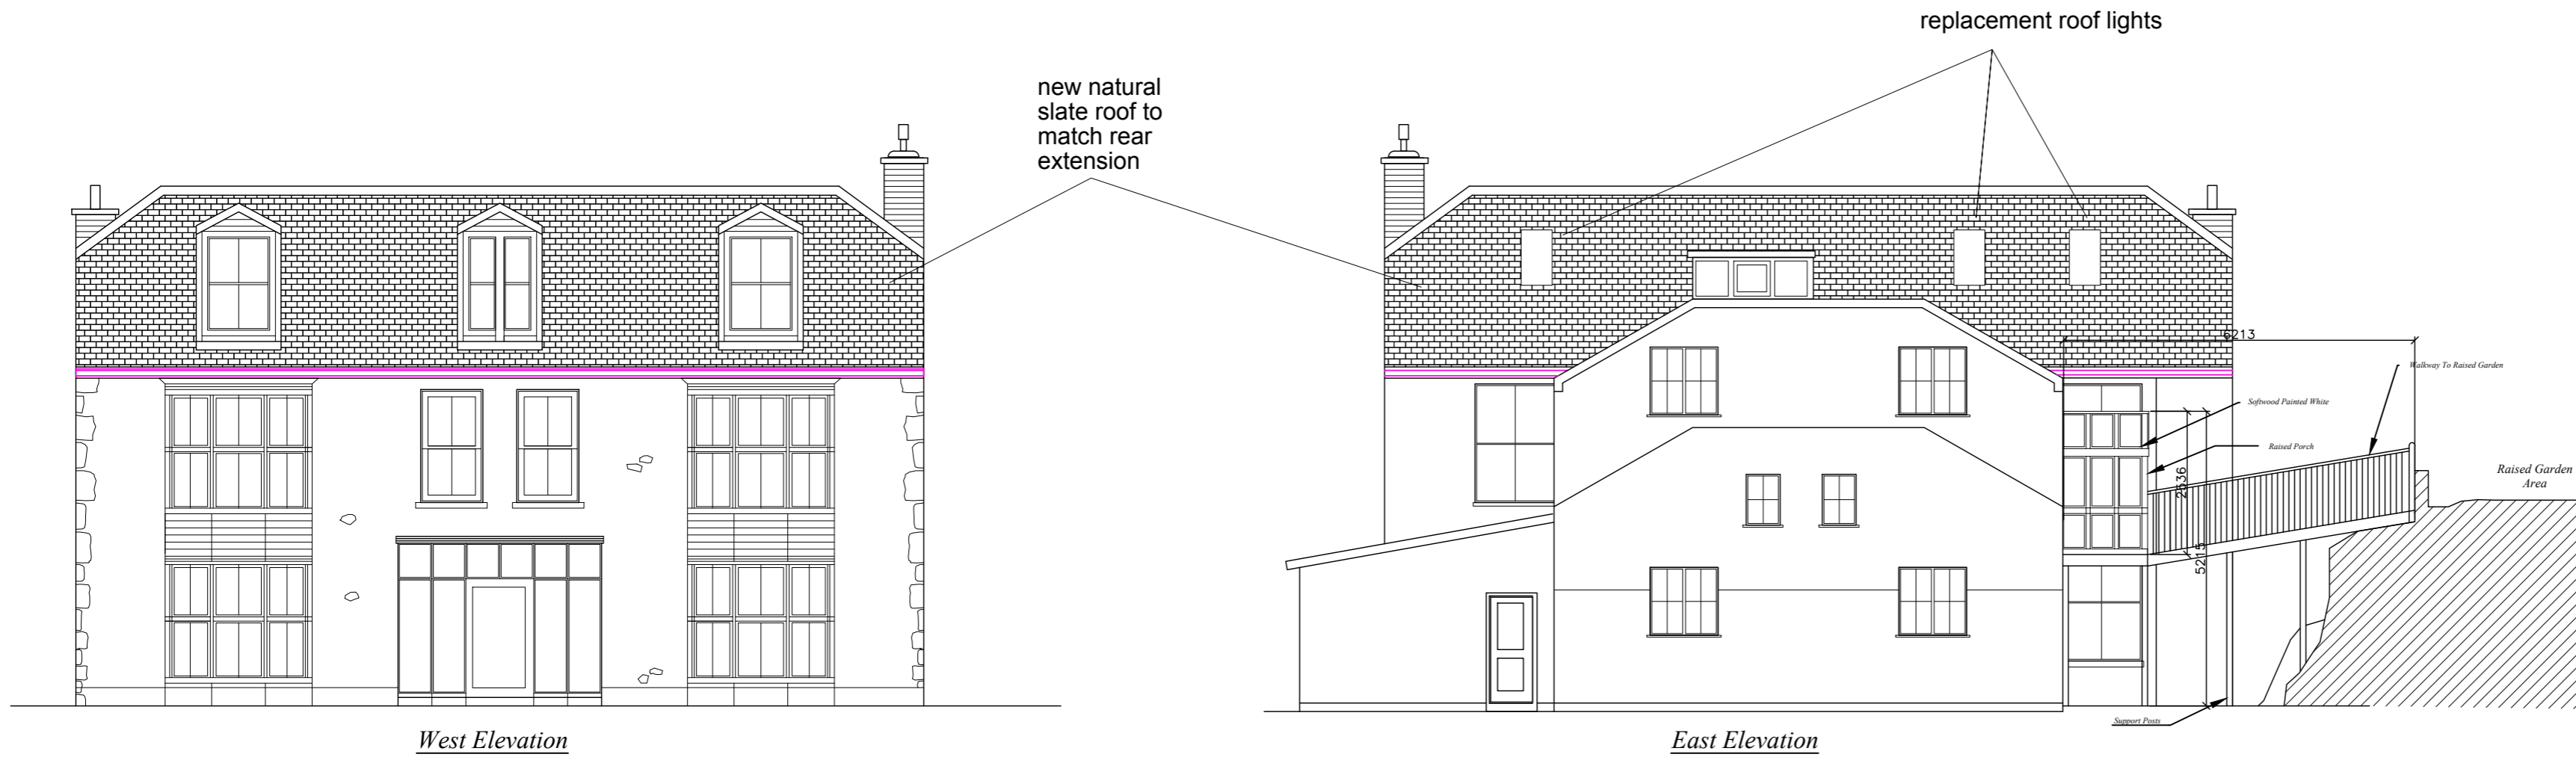 replacement roof lights
new natural
slate roof to
match rear
extension
6213
Walkway To Raised Garden
Softwood Painted White
Raised Porch
2536
Raised Garden
Area
5215
Support Posts
West Elevation
East Elevation